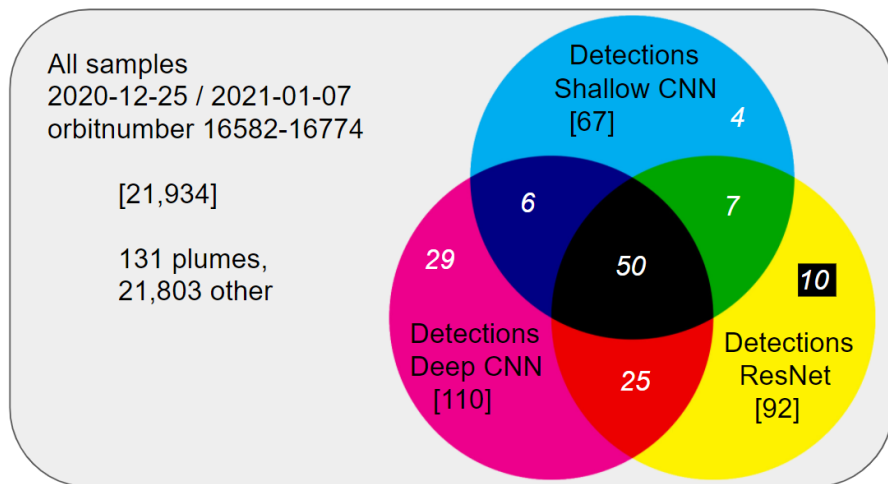 All samples
2020-12-25 / 2021-01-07
orbitnumber 16582-16774
[21,934]
131 plumes,
21,803 other
Detections
Shallow CNN
[67]
4
6
7
29
50
10
Detections
Deep CNN
[110]
25
Detections
ResNet
[92]